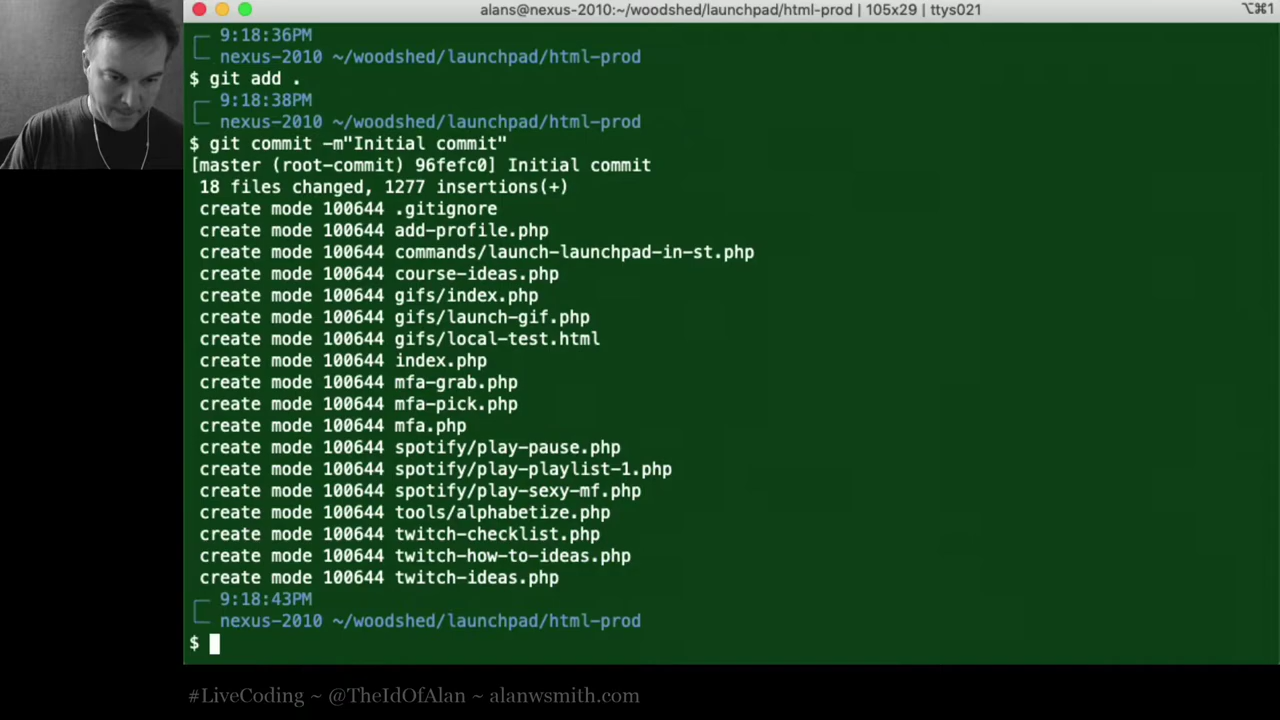 alans@nexus-2010:~/woodshed/launchpad/html-prod | 105x29 | ttys021
⌥⌘1
9:18:36PM
nexus-2010 ~/woodshed/launchpad/html-prod
$ git add .
9:18:38PM
nexus-2010 ~/woodshed/launchpad/html-prod
$ git commit -m"Initial commit"
[master (root-commit) 96fefc0] Initial commit
18 files changed, 1277 insertions(+)
create mode 100644 .gitignore
create mode 100644 add-profile.php
create mode 100644 commands/launch-launchpad-in-st.php
create mode 100644 course-ideas.php
create mode 100644 gifs/index.php
create mode 100644 gifs/launch-gif.php
create mode 100644 gifs/local-test.html
create mode 100644 index.php
create mode 100644 mfa-grab.php
create mode 100644 mfa-pick.php
create mode 100644 mfa.php
create mode 100644 spotify/play-pause.php
create mode 100644 spotify/play-playlist-1.php
create mode 100644 spotify/play-sexy-mf.php
create mode 100644 tools/alphabetize.php
create mode 100644 twitch-checklist.php
create mode 100644 twitch-how-to-ideas.php
create mode 100644 twitch-ideas.php
9:18:43PM
nexus-2010 ~/woodshed/launchpad/html-prod
$
#LiveCoding ~ @TheIdOfAlan ~ alanwsmith.com